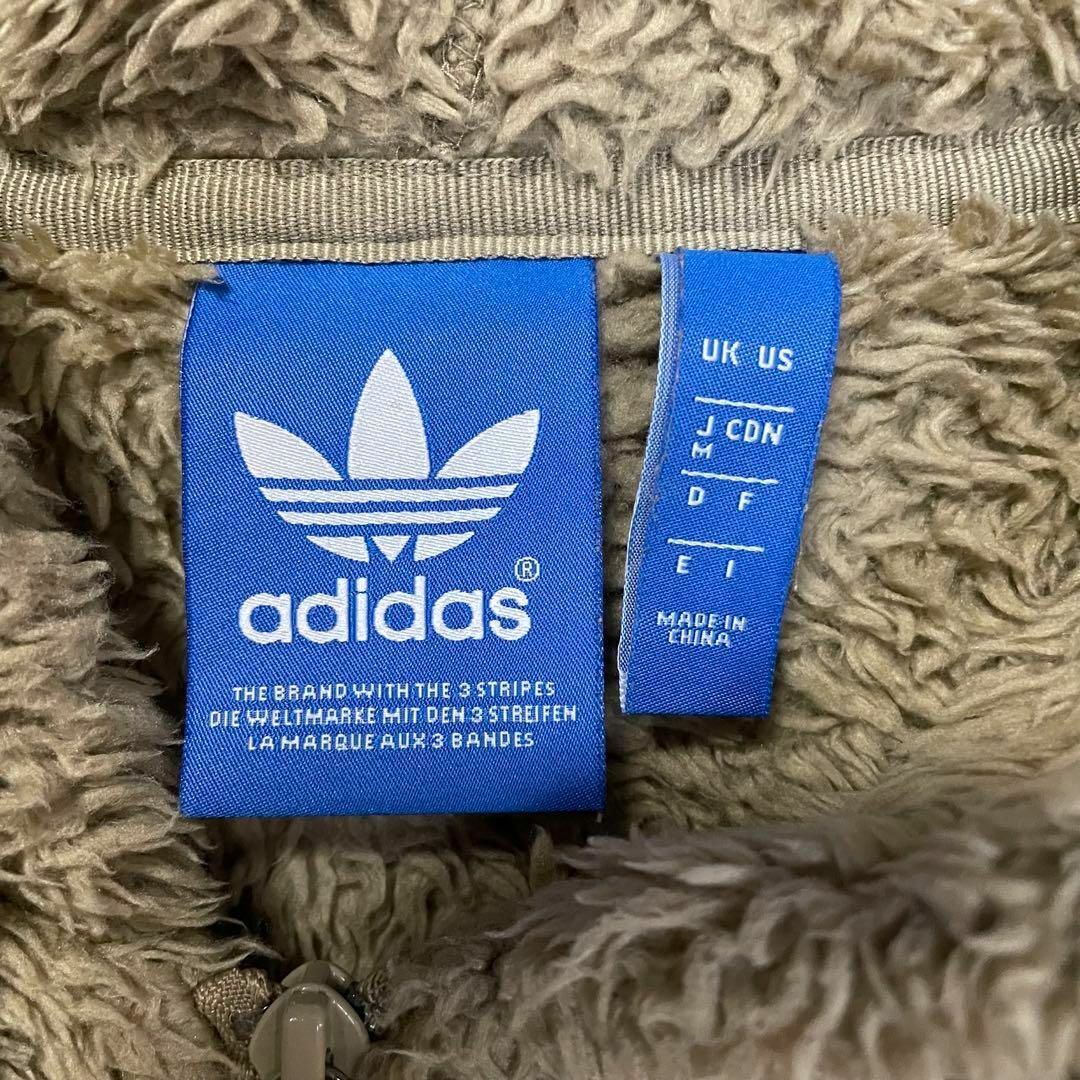 adidas®
THE BRAND WITH THE 3 STRIPES
DIE WELTMARKE MIT DEN 3 STREIFEN
LA MARQUE AUX 3 BANDES
UK US
J CDN
M
D F
E I
MADE IN
CHINA